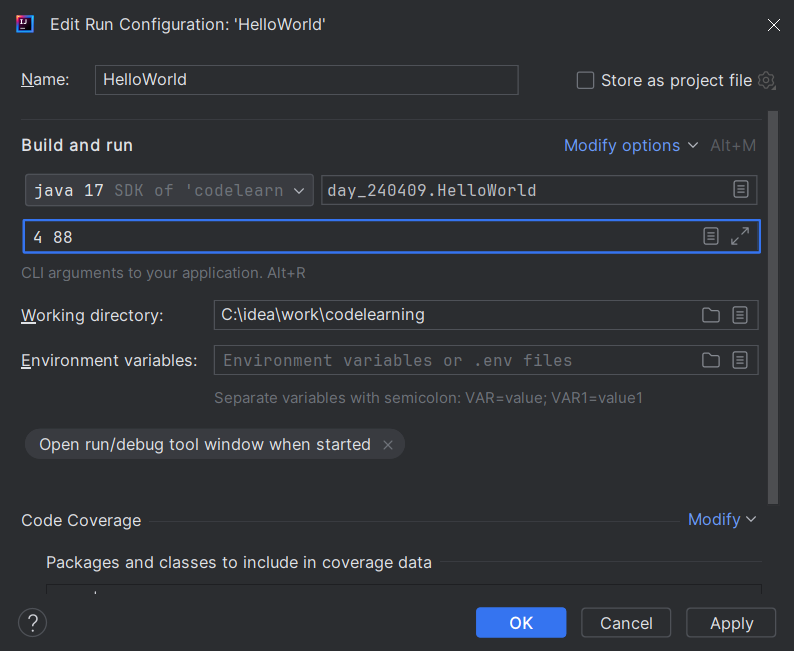 Edit Run Configuration: 'HelloWorld'
Name: HelloWorld Store as project file
Build and run Modify options Alt+M
java 17 SDK of 'codelearn day_240409.HelloWorld
4 88
CLI arguments to your application. Alt+R
Working directory: C:\idea\work\codelearning
Environment variables: Environment variables or .env files
Separate variables with semicolon: VAR=value; VAR1=value1
Open run/debug tool window when started
Code Coverage Modify
Packages and classes to include in coverage data
? OK Cancel Apply